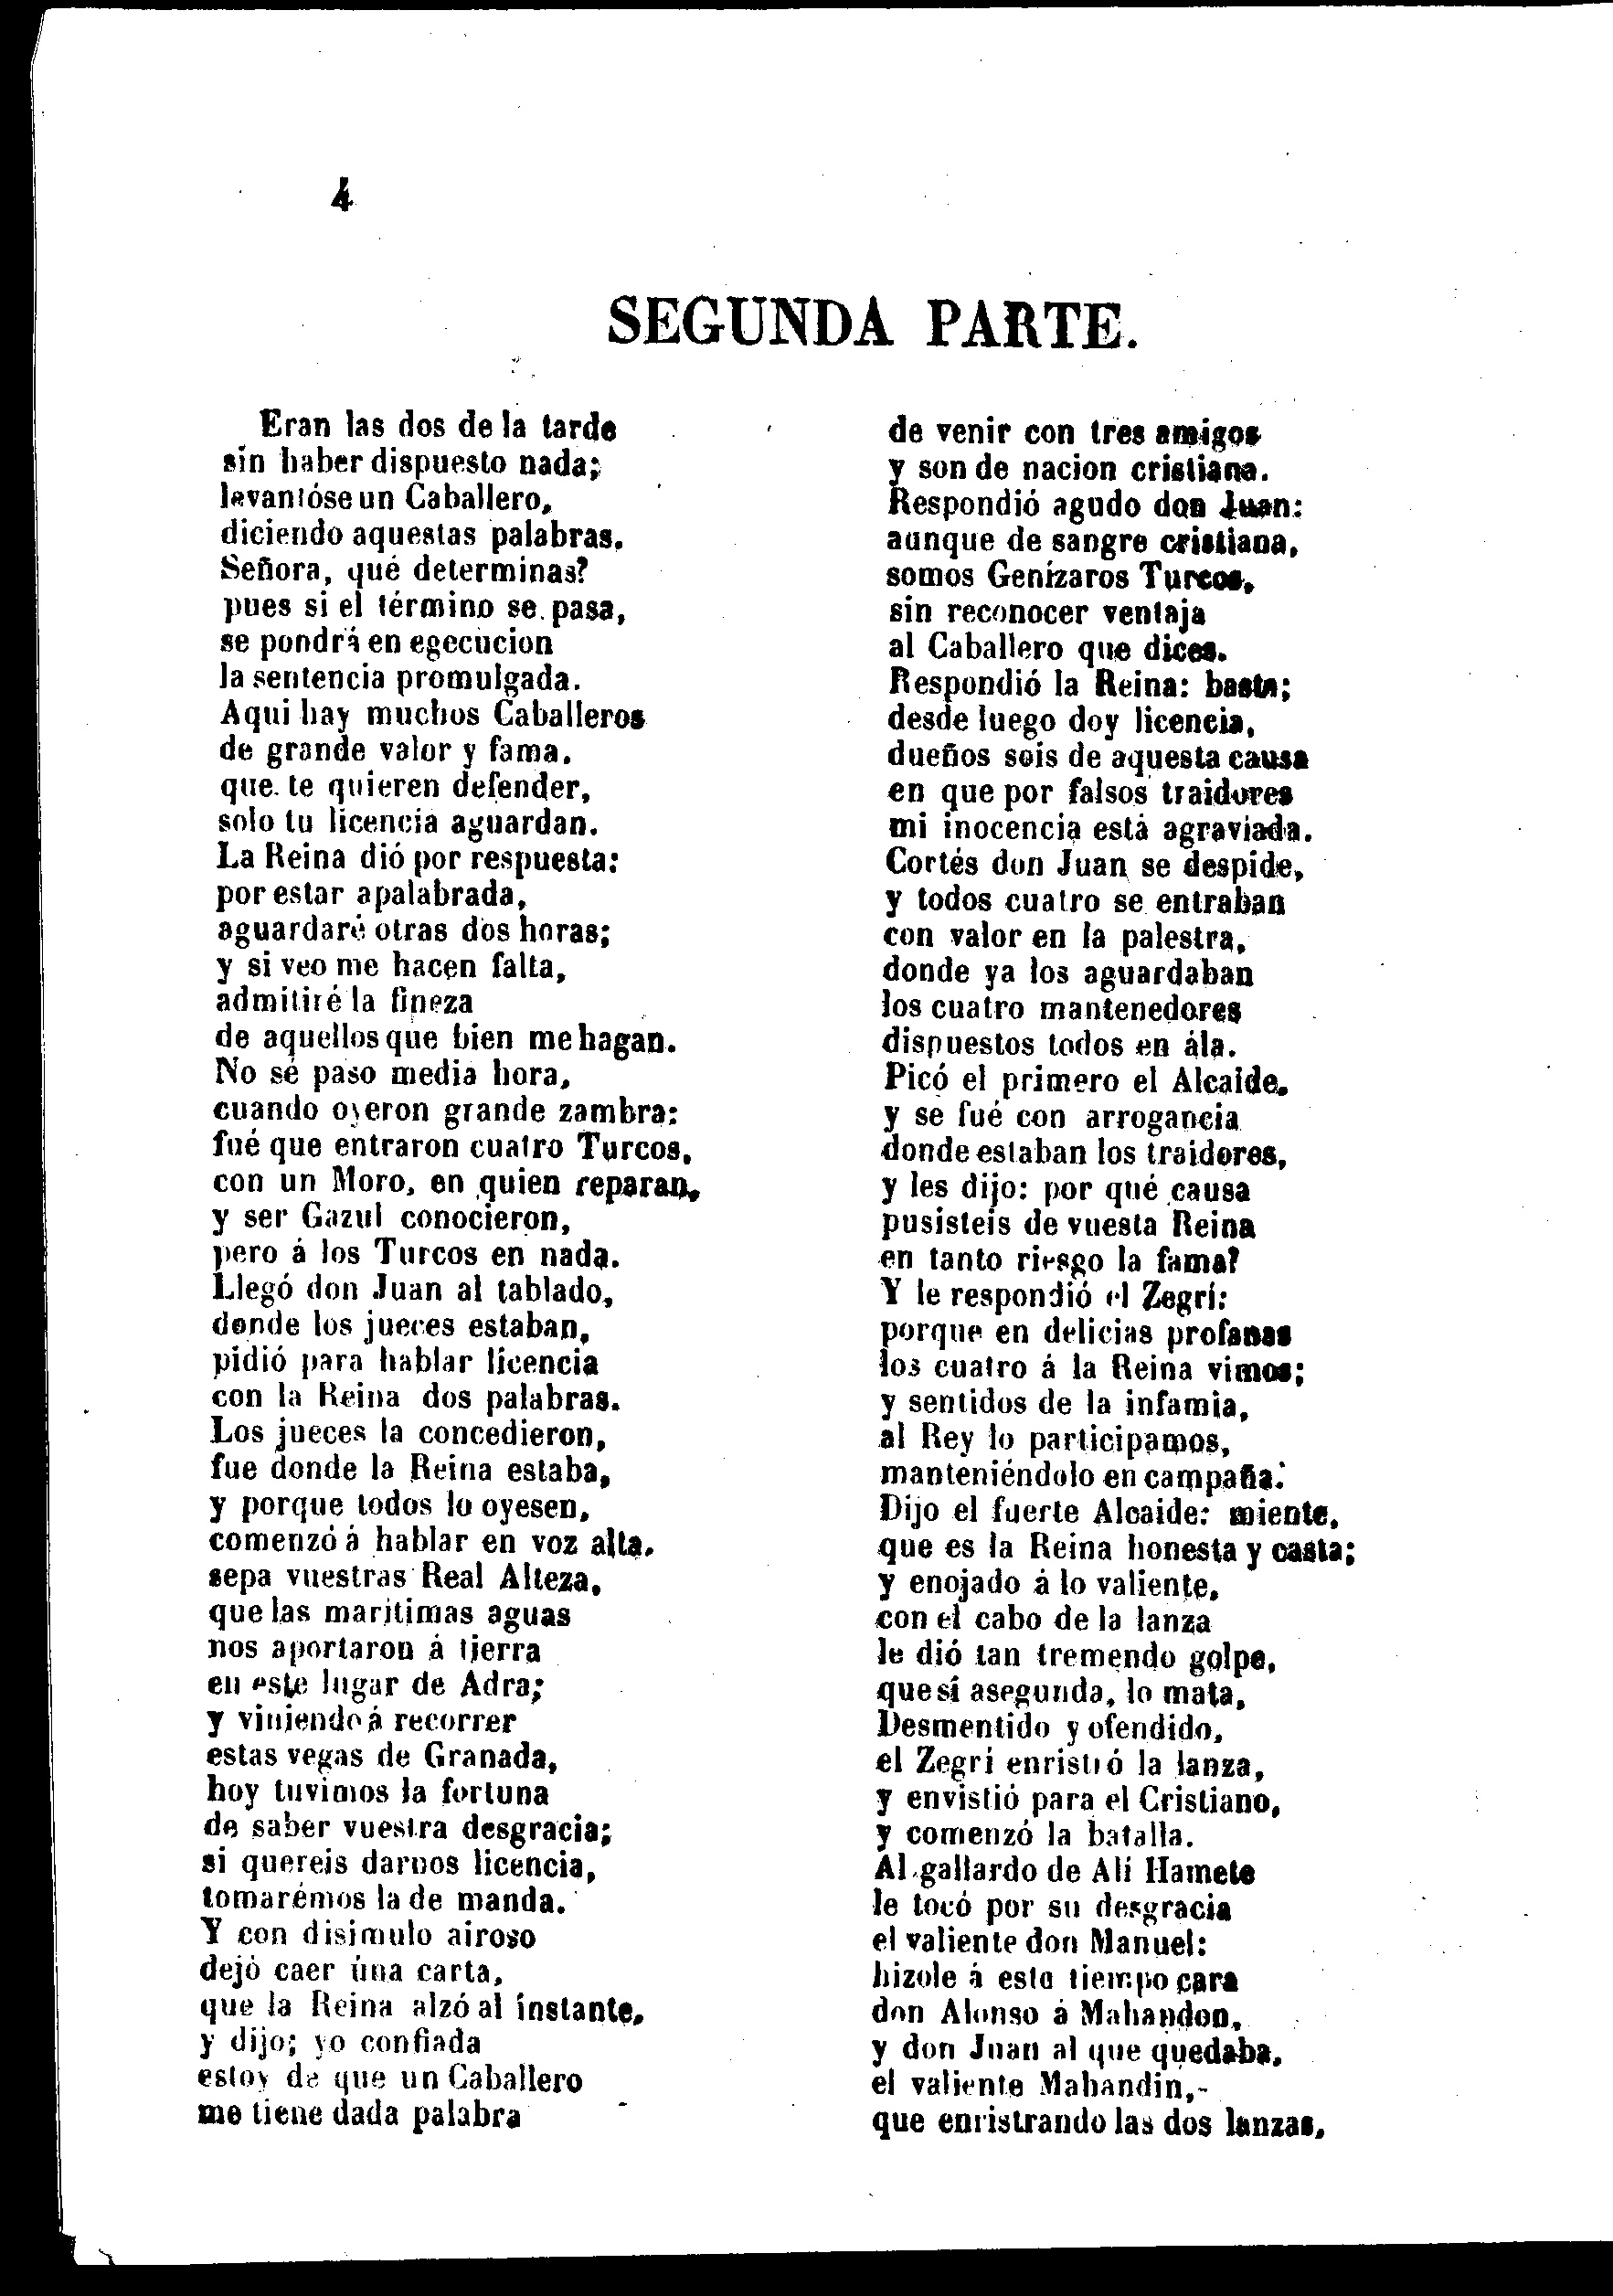 4
SEGUNDA PARTE.
Eran las dos de la tarde
sin haber dispuesto nada;
levantóse un Caballero,
diciendo aquestas palabras.
Señora, qué determinas?
pues si el término se pasa,
se pondrá en egecucion
la sentencia promulgada.
Aqui hay muchos Caballeros
de grande valor y fama.
que te quieren defender,
solo tu licencia aguardan.
La Reina dió por respuesta:
por estar apalabrada,
aguardaré otras dos horas;
y si veo me hacen falta,
admitiré la fineza
de aquellos que bien me hagan.
No sé paso media hora,
cuando oyeron grande zambra:
fué que entraron cuatro Turcos,
con un Moro, en quien reparan,
y ser Gazul conocieron,
pero á los Turcos en nada.
Llegó don Juan al tablado,
donde los jueces estaban,
pidió para hablar licencia
con la Reina dos palabras.
Los jueces la concedieron,
fue donde la Reina estaba,
y porque todos lo oyesen,
comenzó á hablar en voz alta.
sepa vuestras Real Alteza,
que las maritimas aguas
nos aportaron á tierra
en este lugar de Adra;
y viniendo á recorrer
estas vegas de Granada,
hoy tuvimos la fortuna
de saber vuestra desgracia;
si quereis darnos licencia,
tomarémos la de manda.
Y con disimulo airoso
dejó caer úna carta,
que la Reina alzó al instante,
y dijo; yo confiada
estoy de que un Caballero
me tiene dada palabra
de venir con tres amigos
y son de nacion cristiana.
Respondió agudo don Juan:
aunque de sangre cristiana,
somos Genízaros Turcos,
sin reconocer ventaja
al Caballero que dices.
Respondió la Reina: basta;
desde luego doy licencia,
dueños sois de aquesta causa
en que por falsos traidores
mi inocencia está agraviada.
Cortés don Juan se despide,
y todos cuatro se entraban
con valor en la palestra,
donde ya los aguardaban
los cuatro mantenedores
dispuestos todos en ála.
Picó el primero el Alcaide,
y se fué con arrogancia
donde estaban los traidores,
y les dijo: por qué causa
pusisteis de vuesta Reina
en tanto riesgo la fama?
Y le respondió el Zegrí:
porque en delicias profanas
los cuatro á la Reina vimos;
y sentidos de la infamia,
al Rey lo participamos,
manteniéndolo en campaña.
Dijo el fuerte Alcaide: miente,
que es la Reina honesta y casta;
y enojado á lo valiente,
con el cabo de la lanza
le dió tan tremendo golpe,
que sí asegunda, lo mata,
Desmentido y ofendido,
el Zegri enristró la lanza,
y envistió para el Cristiano,
y comenzó la batalla.
Al gallardo de Alí Hamete
le tocó por su desgracia
el valiente don Manuel:
hizole á esta tiempo cara
don Alonso á Mahandon,
y don Juan al que quedaba,
el valiente Mahandin,-
que enristrando las dos lanzas,